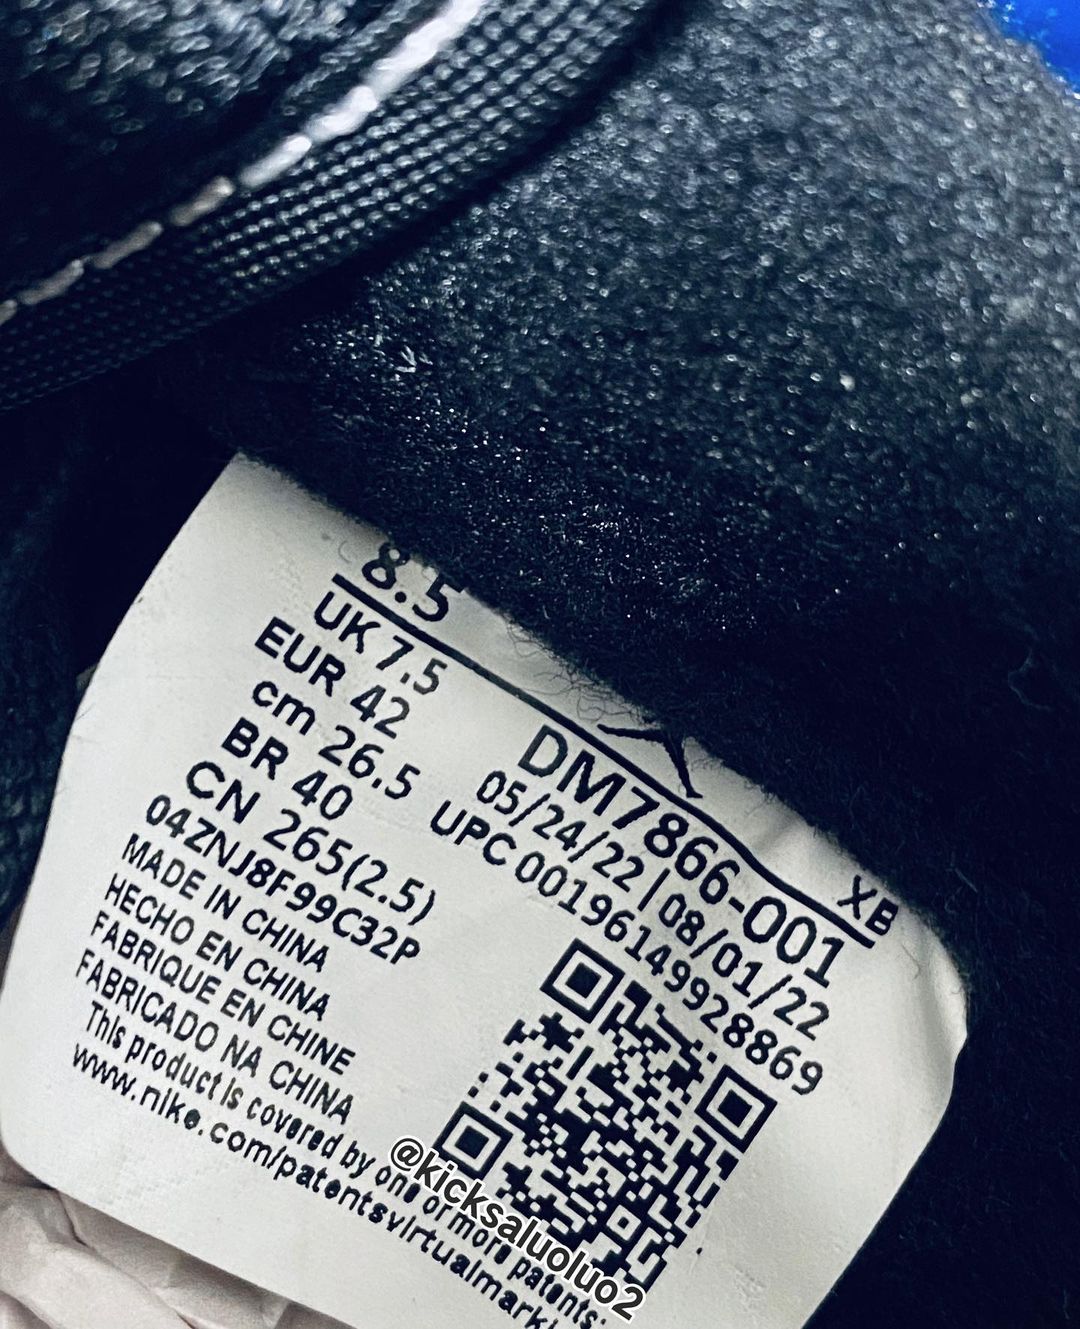 8.5
UK 7.5
EUR 42
cm 26.5
BR 40
CN 265(2.5)
04ZNJ8F99C32P
MADE IN CHINA
HECHO EN CHINA
FABRIQUE EN CHINE
FABRICADO NA CHINA
This product is covered by one or more patents:
www.nike.com/patentsvirtualmarki
XB
DM7866-001
05/24/22 | 08/01/22
UPC 00196149928869
@kicksaluoluo2